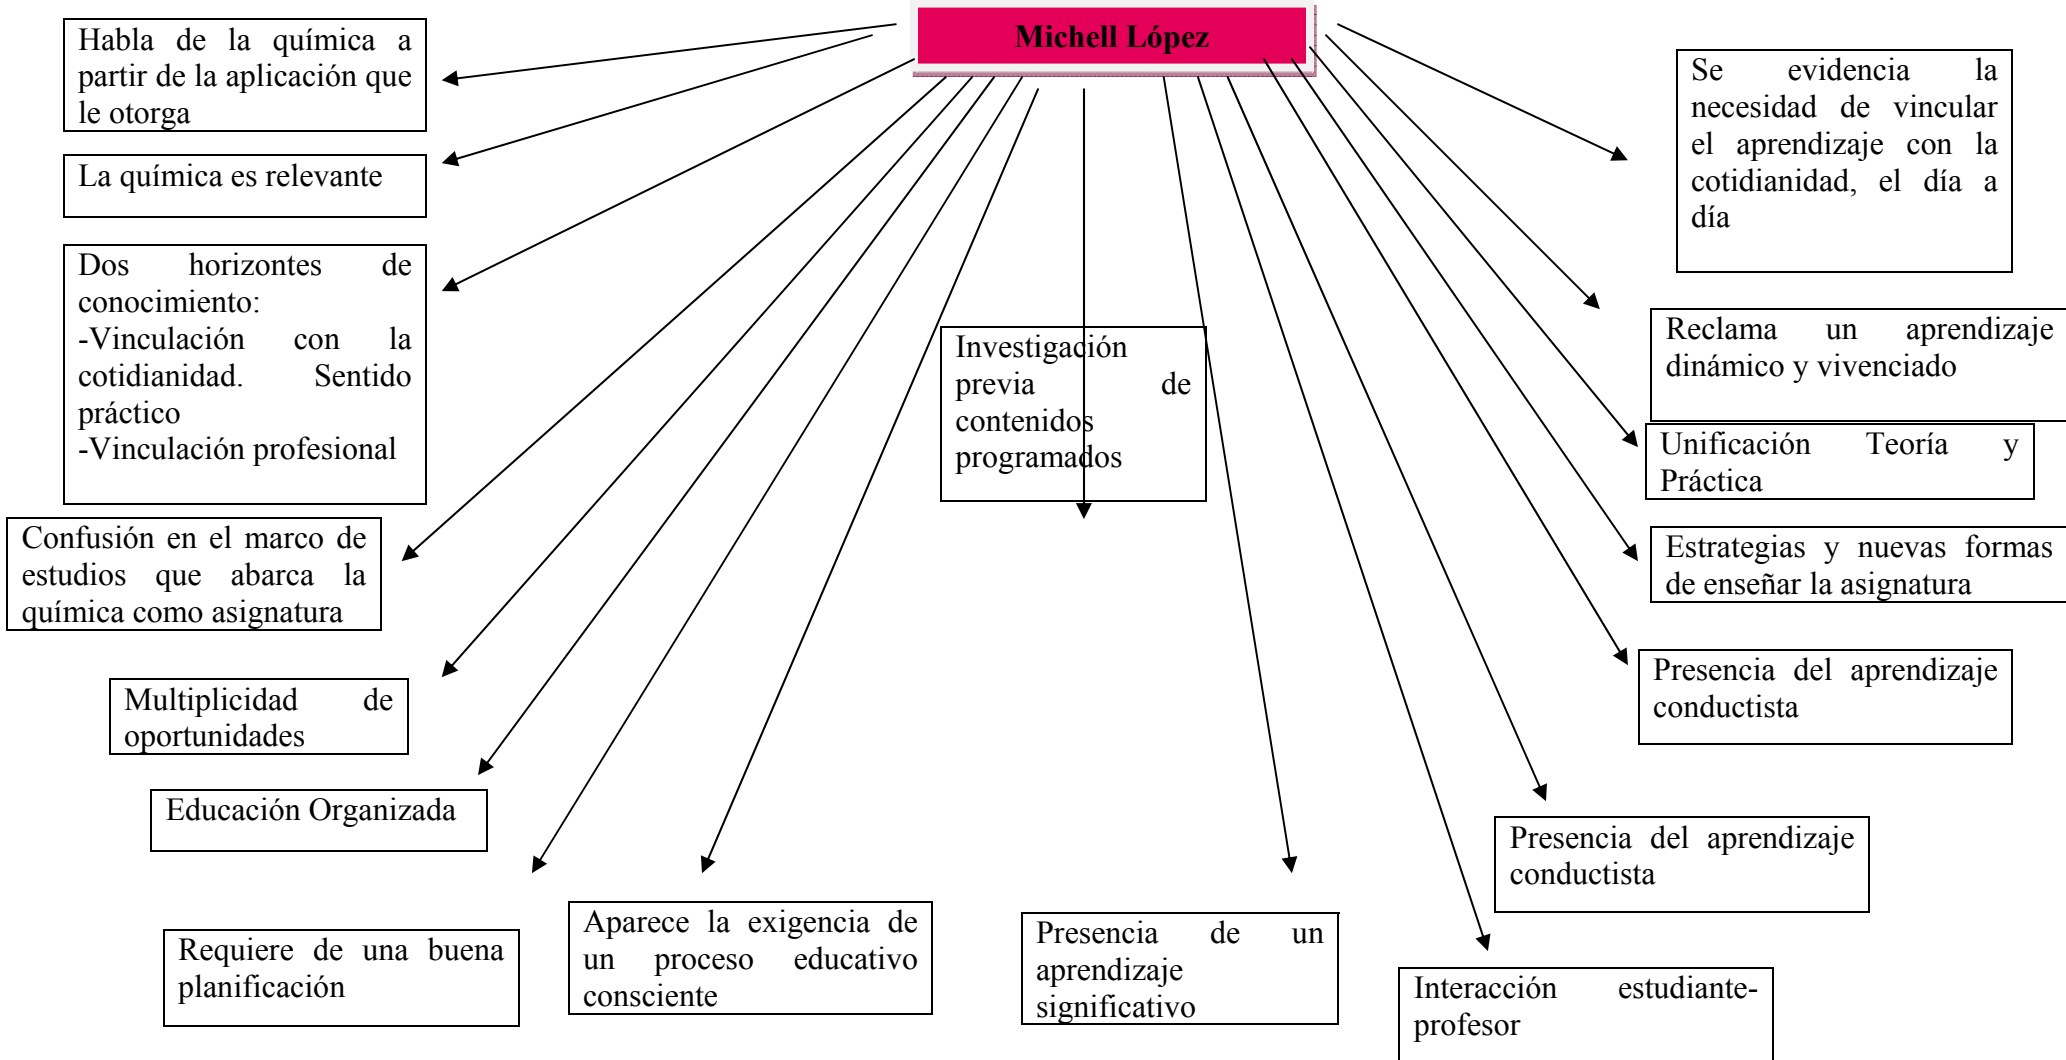 Michell López
Habla de la química a
partir de la aplicación que
le otorga
La química es relevante
Dos horizontes de
conocimiento:
-Vinculación con la
cotidianidad. Sentido
práctico
-Vinculación profesional
Confusión en el marco de
estudios que abarca la
química como asignatura
Multiplicidad de
oportunidades
Educación Organizada
Requiere de una buena
planificación
Aparece la exigencia de
un proceso educativo
consciente
Investigación
previa de
contenidos
programados
Presencia de un
aprendizaje
significativo
Interacción estudiante-
profesor
Presencia del aprendizaje
conductista
Presencia del aprendizaje
conductista
Estrategias y nuevas formas
de enseñar la asignatura
Unificación Teoría y
Práctica
Reclama un aprendizaje
dinámico y vivenciado
Se evidencia la
necesidad de vincular
el aprendizaje con la
cotidianidad, el día a
día